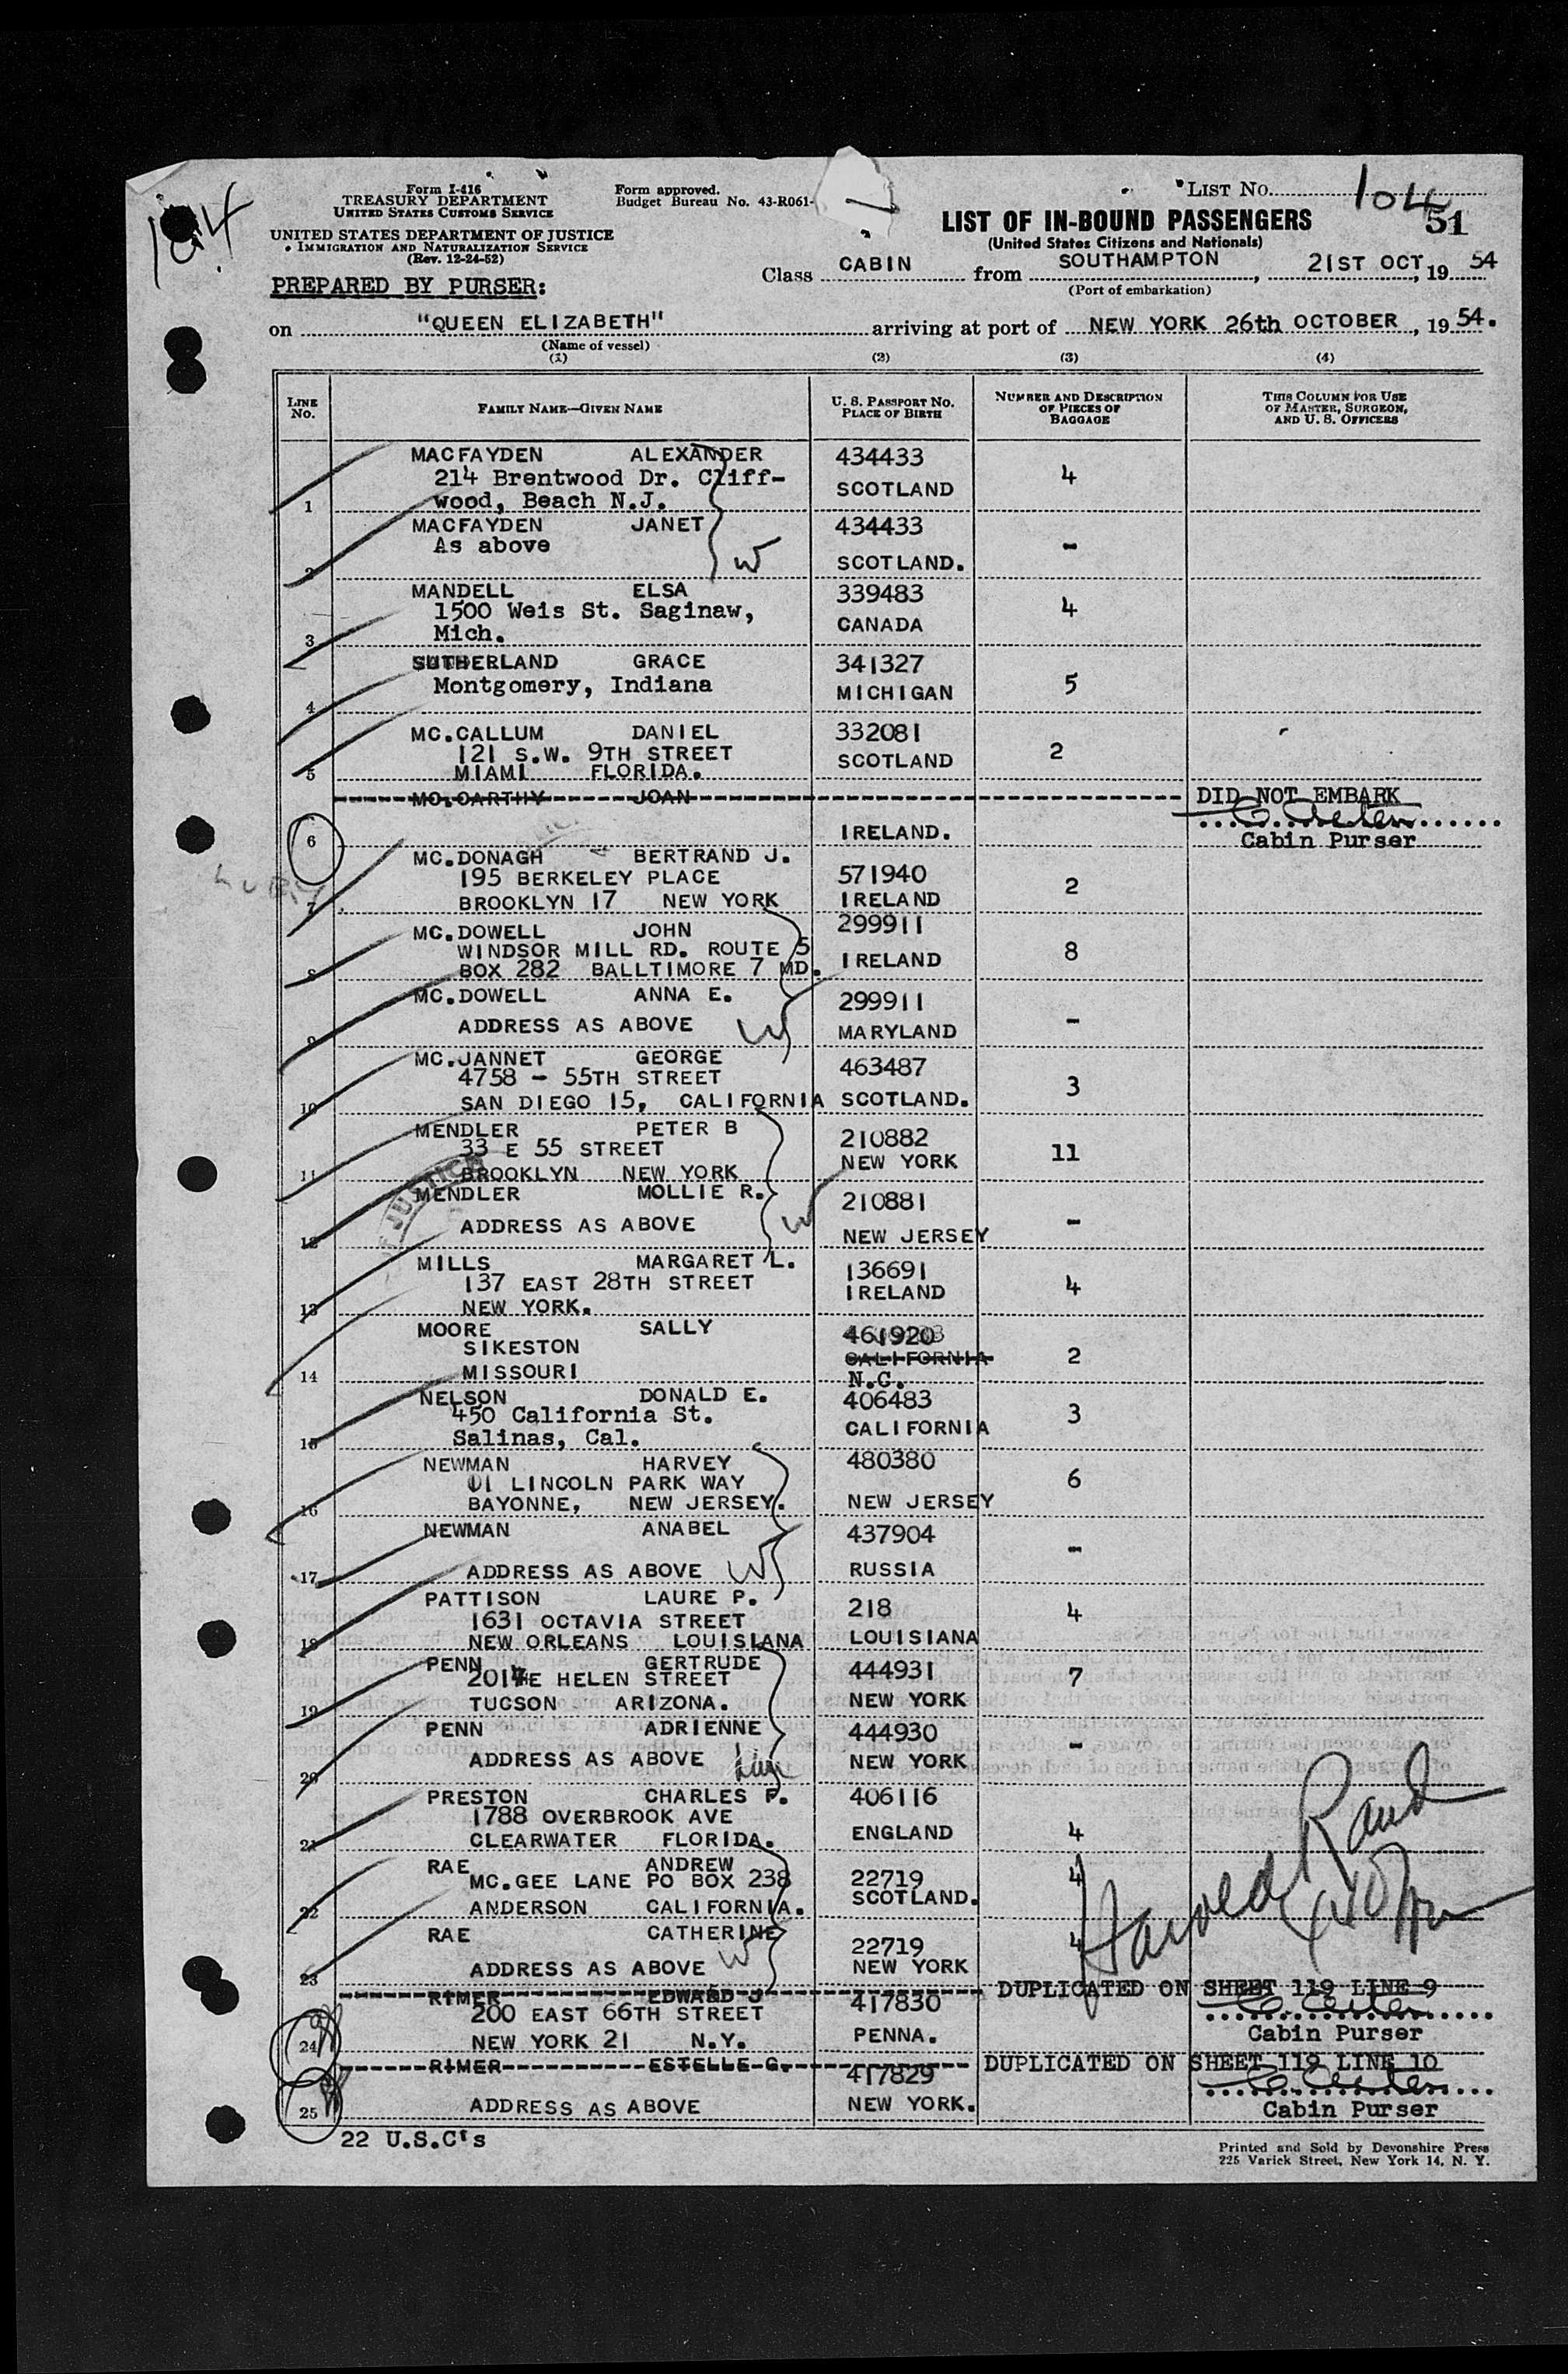 Form I-416
TREASURY DEPARTMENT
UNITED STATES CUSTOMS SERVICE
UNITED STATES DEPARTMENT OF JUSTICE
IMMIGRATION AND NATURALIZATION SERVICE
(Rev. 12-24-52)
PREPARED BY PURSER:
Form approved.
Budget Bureau No. 43-R061-
LIST No. 104
51
LIST OF IN-BOUND PASSENGERS
(United States Citizens and Nationals)
Class CABIN from SOUTHAMPTON, 21ST OCT, 19 54
(Port of embarkation)
on "QUEEN ELIZABETH" arriving at port of NEW YORK 26th OCTOBER, 19 54.
(Name of vessel)
(1) (2) (3) (4)
LINE No. FAMILY NAME—GIVEN NAME U. S. PASSPORT No. PLACE OF BIRTH NUMBER AND DESCRIPTION OF PIECES OF BAGGAGE THIS COLUMN FOR USE OF MASTER, SURGEON, AND U. S. OFFICERS
MACFAYDEN ALEXANDER 434433 4
214 Brentwood Dr. Cliff- SCOTLAND
1 wood, Beach N.J.
MACFAYDEN JANET 434433 -
As above
2 W SCOTLAND.
MANDELL ELSA 339483 4
1500 Weis St. Saginaw, CANADA
3 Mich.
SUTHERLAND GRACE 341327
Montgomery, Indiana MICHIGAN 5
4
MC.CALLUM DANIEL 332081
121 S.W. 9TH STREET SCOTLAND 2
5 MIAMI FLORIDA.
MC.CARTHY JOAN DID NOT EMBARK
6 IRELAND. Cabin Purser
MC.DONAGH BERTRAND J.
195 BERKELEY PLACE 571940 2
7 BROOKLYN 17 NEW YORK IRELAND
MC.DOWELL JOHN 299911
WINDSOR MILL RD. ROUTE 5 8
8 BOX 282 BALLTIMORE 7 MD. IRELAND
MC.DOWELL ANNA E. 299911
9 ADDRESS AS ABOVE W MARYLAND -
MC.JANNET GEORGE 463487
4758 - 55TH STREET 3
10 SAN DIEGO 15, CALIFORNIA SCOTLAND.
MENDLER PETER B 210882
33 E 55 STREET NEW YORK 11
11 BROOKLYN NEW YORK
JUSTICE
MENDLER MOLLIE R. 210881
ADDRESS AS ABOVE W -
12 NEW JERSEY
MILLS MARGARET L. 136691
137 EAST 28TH STREET IRELAND 4
13 NEW YORK.
MOORE SALLY 461920
SIKESTON CALIFORNIA 2
14 MISSOURI N.C.
NELSON DONALD E. 406483
450 California St. CALIFORNIA 3
15 Salinas, Cal.
NEWMAN HARVEY 480380
LINCOLN PARK WAY 6
16 BAYONNE, NEW JERSEY. NEW JERSEY
NEWMAN ANABEL 437904 -
17 ADDRESS AS ABOVE W RUSSIA
PATTISON LAURE P. 218 4
1631 OCTAVIA STREET
18 NEW ORLEANS LOUISIANA LOUISIANA
PENN GERTRUDE 444931 7
2014E HELEN STREET
19 TUCSON ARIZONA. NEW YORK
PENN ADRIENNE 444930 -
20 ADDRESS AS ABOVE NEW YORK
PRESTON CHARLES F. 406116
1788 OVERBROOK AVE
21 CLEARWATER FLORIDA. ENGLAND 4
RAE ANDREW 22719 4
MC.GEE LANE PO BOX 238 SCOTLAND.
22 ANDERSON CALIFORNIA.
RAE CATHERINE 22719 4
23 ADDRESS AS ABOVE W NEW YORK
Harold Rand
RIMER EDWARD J 417830 DUPLICATED ON SHEET 119 LINE 9
200 EAST 66TH STREET
24 NEW YORK 21 N.Y. PENNA. Cabin Purser
RIMER ESTELLE G. 417829 DUPLICATED ON SHEET 119 LINE 10
25 ADDRESS AS ABOVE NEW YORK. Cabin Purser
22 U.S.C's
Printed and Sold by Devonshire Press
225 Varick Street, New York 14, N. Y.